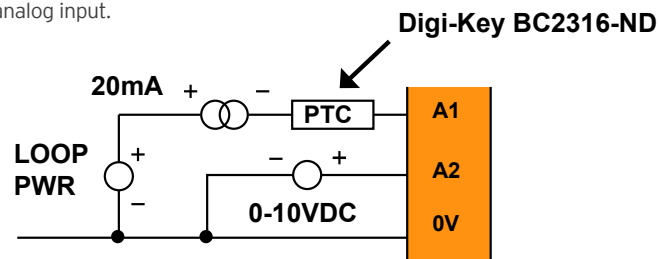 analog input.
Digi-Key BC2316-ND
20mA + −
PTC
A1
LOOP
PWR
+
−
− +
A2
0-10VDC
0V